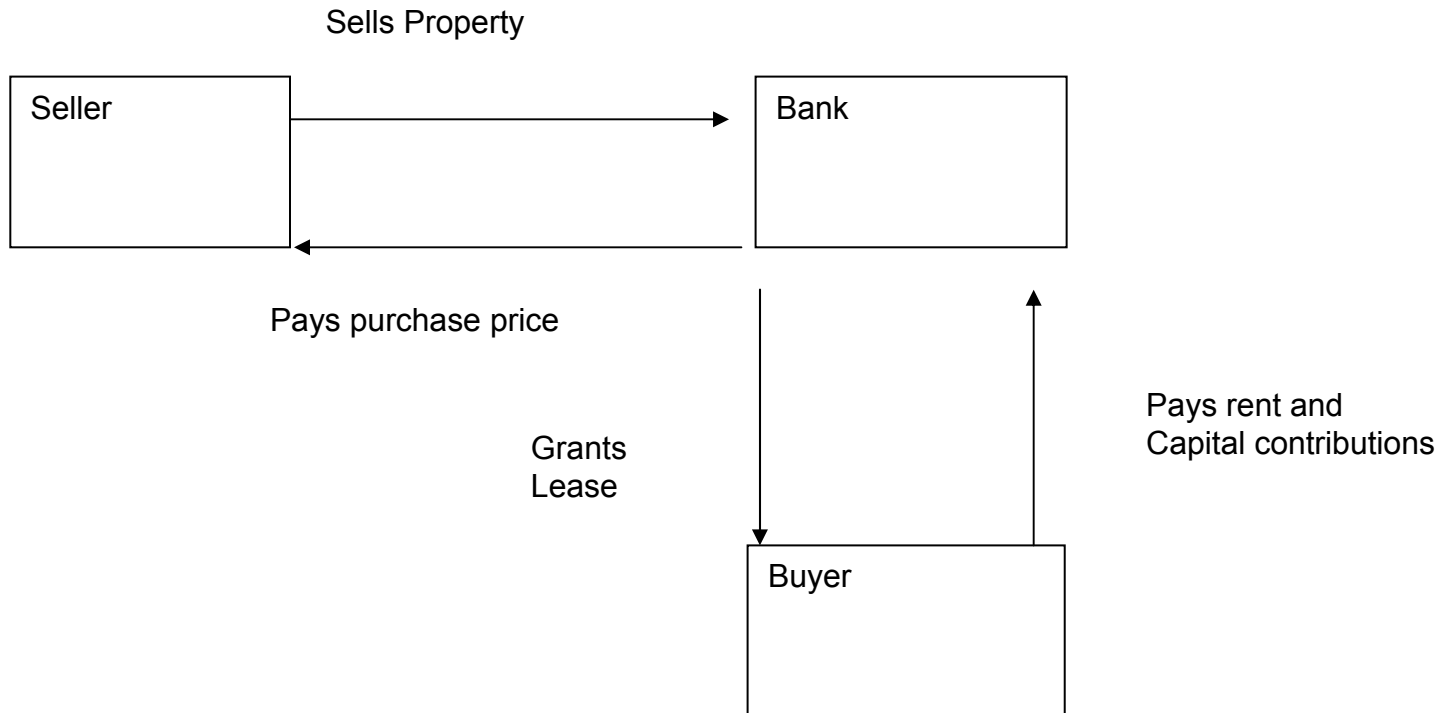 Sells Property
Seller
Bank
Pays purchase price
Pays rent and
Capital contributions
Grants
Lease
Buyer